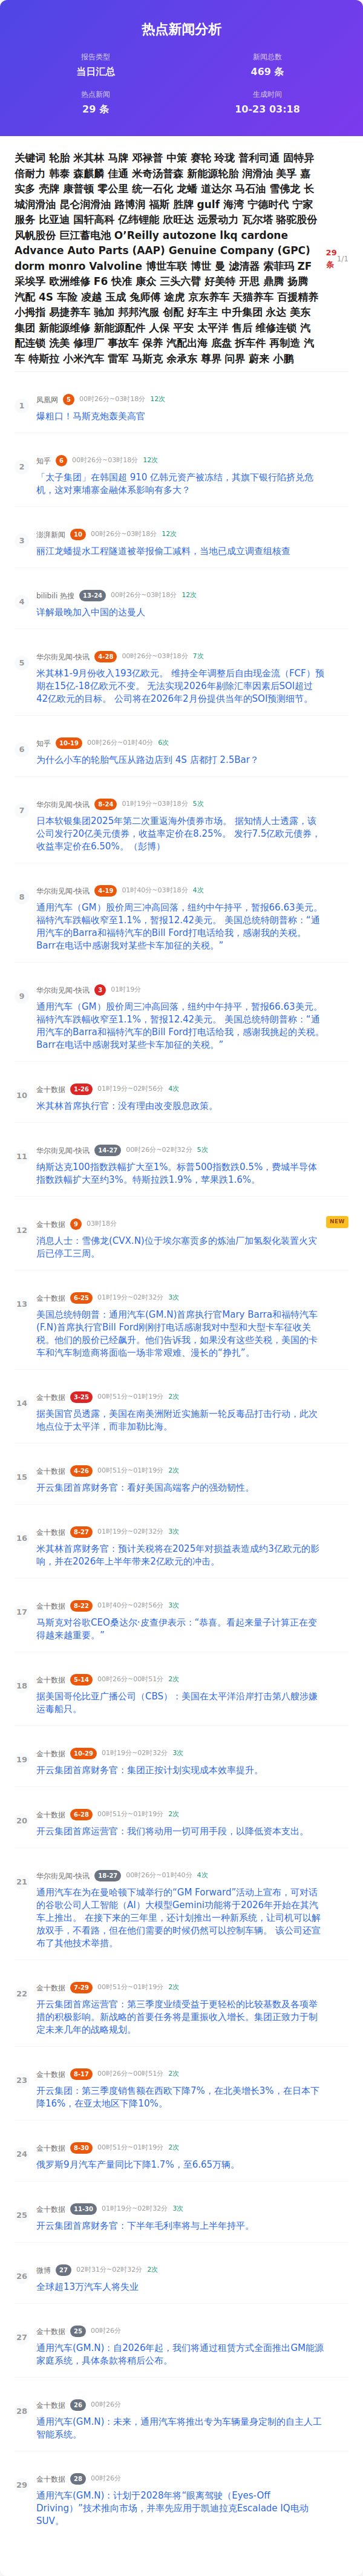 热点新闻分析
报告类型
当日汇总
新闻总数
469 条
热点新闻
29 条
生成时间
10-23 03:18
关键词 轮胎 米其林 马牌 邓禄普 中策 赛轮 玲珑 普利司通 固特异
倍耐力 韩泰 森麒麟 佳通 米奇汤普森 新能源轮胎 润滑油 美孚 嘉
实多 壳牌 康普顿 零公里 统一石化 龙蟠 道达尔 马石油 雪佛龙 长
城润滑油 昆仑润滑油 路博润 福斯 胜牌 gulf 海湾 宁德时代 宁家
服务 比亚迪 国轩高科 亿纬锂能 欣旺达 远景动力 瓦尔塔 骆驼股份
风帆股份 巨江蓄电池 O’Reilly autozone lkq cardone
Advance Auto Parts (AAP) Genuine Company (GPC)
dorm monro Valvoline 博世车联 博世 曼 滤清器 索菲玛 ZF
采埃孚 欧洲维修 F6 快准 康众 三头六臂 好美特 开思 鼎腾 扬腾
汽配 4S 车险 凌越 玉成 兔师傅 途虎 京东养车 天猫养车 百援精养
小拇指 易捷养车 驰加 邦邦汽服 创配 好车主 中升集团 永达 美东
集团 新能源维修 新能源配件 人保 平安 太平洋 售后 维修连锁 汽
配连锁 洗美 修理厂 事故车 保养 汽配出海 底盘 拆车件 再制造 汽
车 特斯拉 小米汽车 雷军 马斯克 余承东 尊界 问界 蔚来 小鹏
29
条
1/1
1
凤凰网 5 00时26分~03时18分 12次
爆粗口！马斯克炮轰美高官
2
知乎 6 00时26分~03时18分 12次
「太子集团」在韩国超 910 亿韩元资产被冻结，其旗下银行陷挤兑危
机，这对柬埔寨金融体系影响有多大？
3
澎湃新闻 10 00时26分~03时18分 12次
丽江龙蟠提水工程隧道被举报偷工减料，当地已成立调查组核查
4
bilibili 热搜 13-24 00时26分~03时18分 12次
详解最晚加入中国的达曼人
5
华尔街见闻-快讯 4-28 00时26分~03时18分 7次
米其林1-9月份收入193亿欧元。 维持全年调整后自由现金流（FCF）预
期在15亿-18亿欧元不变。 无法实现2026年剔除汇率因素后SOI超过
42亿欧元的目标。 公司将在2026年2月份提供当年的SOI预测细节。
6
知乎 10-19 00时26分~01时40分 6次
为什么小车的轮胎气压从路边店到 4S 店都打 2.5Bar？
7
华尔街见闻-快讯 8-24 01时19分~03时18分 5次
日本软银集团2025年第二次重返海外债券市场。 据知情人士透露，该
公司发行20亿美元债券，收益率定价在8.25%。 发行7.5亿欧元债券，
收益率定价在6.50%。（彭博）
8
华尔街见闻-快讯 4-19 01时40分~03时18分 4次
通用汽车（GM）股价周三冲高回落，纽约中午持平，暂报66.63美元。
福特汽车跌幅收窄至1.1%，暂报12.42美元。 美国总统特朗普称：“通
用汽车的Barra和福特汽车的Bill Ford打电话给我，感谢我的关税。
Barr在电话中感谢我对某些卡车加征的关税。”
9
华尔街见闻-快讯 3 01时19分
通用汽车（GM）股价周三冲高回落，纽约中午持平，暂报66.63美元。
福特汽车跌幅收窄至1.1%，暂报12.42美元。 美国总统特朗普称：“通
用汽车的Barra和福特汽车的Bill Ford打电话给我，感谢我挑起的关税。
Barr在电话中感谢我对某些卡车加征的关税。”
10
金十数据 1-26 01时19分~02时56分 4次
米其林首席执行官：没有理由改变股息政策。
11
华尔街见闻-快讯 14-27 00时26分~02时32分 5次
纳斯达克100指数跌幅扩大至1%。标普500指数跌0.5%，费城半导体
指数跌幅扩大至约3%。特斯拉跌1.9%，苹果跌1.6%。
12
金十数据 9 03时18分
NEW
消息人士：雪佛龙(CVX.N)位于埃尔塞贡多的炼油厂加氢裂化装置火灾
后已停工三周。
13
金十数据 6-25 01时19分~02时32分 3次
美国总统特朗普：通用汽车(GM.N)首席执行官Mary Barra和福特汽车
(F.N)首席执行官Bill Ford刚刚打电话感谢我对中型和大型卡车征收关
税。他们的股价已经飙升。他们告诉我，如果没有这些关税，美国的卡
车和汽车制造商将面临一场非常艰难、漫长的“挣扎”。
14
金十数据 3-25 00时51分~01时19分 2次
据美国官员透露，美国在南美洲附近实施新一轮反毒品打击行动，此次
地点位于太平洋，而非加勒比海。
15
金十数据 4-26 00时51分~01时19分 2次
开云集团首席财务官：看好美国高端客户的强劲韧性。
16
金十数据 8-27 01时19分~02时32分 3次
米其林首席财务官：预计关税将在2025年对损益表造成约3亿欧元的影
响，并在2026年上半年带来2亿欧元的冲击。
17
金十数据 8-22 01时40分~02时56分 3次
马斯克对谷歌CEO桑达尔·皮查伊表示：“恭喜。看起来量子计算正在变
得越来越重要。”
18
金十数据 5-14 00时26分~00时51分 2次
据美国哥伦比亚广播公司（CBS）：美国在太平洋沿岸打击第八艘涉嫌
运毒船只。
19
金十数据 10-29 01时19分~02时32分 3次
开云集团首席财务官：集团正按计划实现成本效率提升。
20
金十数据 6-28 00时51分~01时19分 2次
开云集团首席运营官：我们将动用一切可用手段，以降低资本支出。
21
华尔街见闻-快讯 18-27 00时26分~01时40分 4次
通用汽车在为在曼哈顿下城举行的“GM Forward”活动上宣布，可对话
的谷歌公司人工智能（AI）大模型Gemini功能将于2026年开始在其汽
车上推出。 在接下来的三年里，还计划推出一种新系统，让司机可以解
放双手，不看路，但在他们需要的时候仍然可以控制车辆。 该公司还宣
布了其他技术举措。
22
金十数据 7-29 00时51分~01时19分 2次
开云集团首席运营官：第三季度业绩受益于更轻松的比较基数及各项举
措的积极影响。新战略的首要任务将是重振收入增长。集团正致力于制
定未来几年的战略规划。
23
金十数据 8-17 00时26分~00时51分 2次
开云集团：第三季度销售额在西欧下降7%，在北美增长3%，在日本下
降16%，在亚太地区下降10%。
24
金十数据 8-30 00时51分~01时19分 2次
俄罗斯9月汽车产量同比下降1.7%，至6.65万辆。
25
金十数据 11-30 01时19分~02时32分 3次
开云集团首席财务官：下半年毛利率将与上半年持平。
26
微博 27 02时31分~02时32分 2次
全球超13万汽车人将失业
27
金十数据 25 00时26分
通用汽车(GM.N)：自2026年起，我们将通过租赁方式全面推出GM能源
家庭系统，具体条款将稍后公布。
28
金十数据 26 00时26分
通用汽车(GM.N)：未来，通用汽车将推出专为车辆量身定制的自主人工
智能系统。
29
金十数据 28 00时26分
通用汽车(GM.N)：计划于2028年将“眼离驾驶（Eyes-Off
Driving）”技术推向市场，并率先应用于凯迪拉克Escalade IQ电动
SUV。